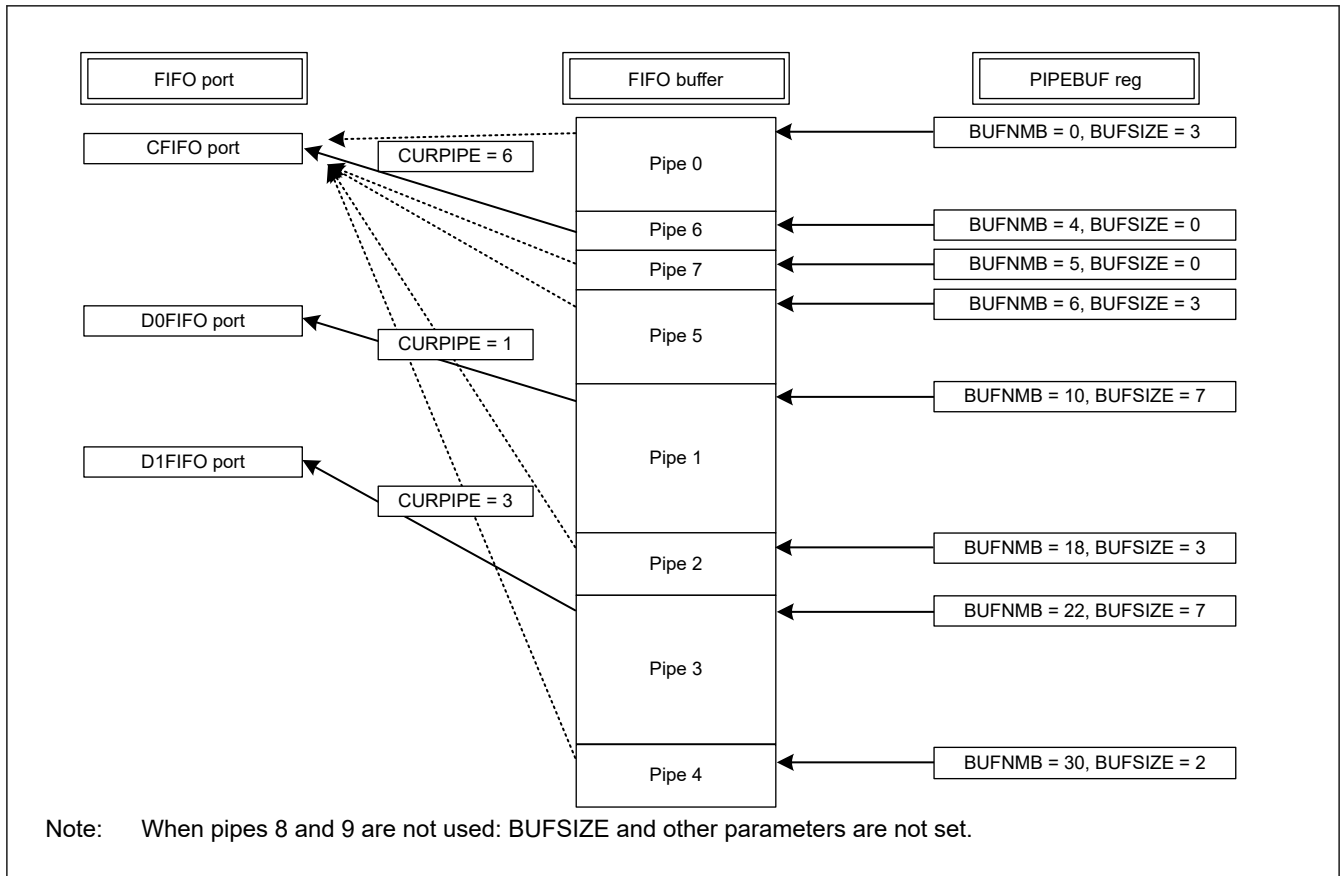 FIFO port
FIFO buffer
PIPEBUF reg
CFIFO port
CURPIPE = 6
Pipe 0
BUFNMB = 0, BUFSIZE = 3
Pipe 6
BUFNMB = 4, BUFSIZE = 0
Pipe 7
BUFNMB = 5, BUFSIZE = 0
D0FIFO port
CURPIPE = 1
Pipe 5
BUFNMB = 6, BUFSIZE = 3
D1FIFO port
CURPIPE = 3
Pipe 1
BUFNMB = 10, BUFSIZE = 7
Pipe 2
BUFNMB = 18, BUFSIZE = 3
Pipe 3
BUFNMB = 22, BUFSIZE = 7
Pipe 4
BUFNMB = 30, BUFSIZE = 2
Note: When pipes 8 and 9 are not used: BUFSIZE and other parameters are not set.